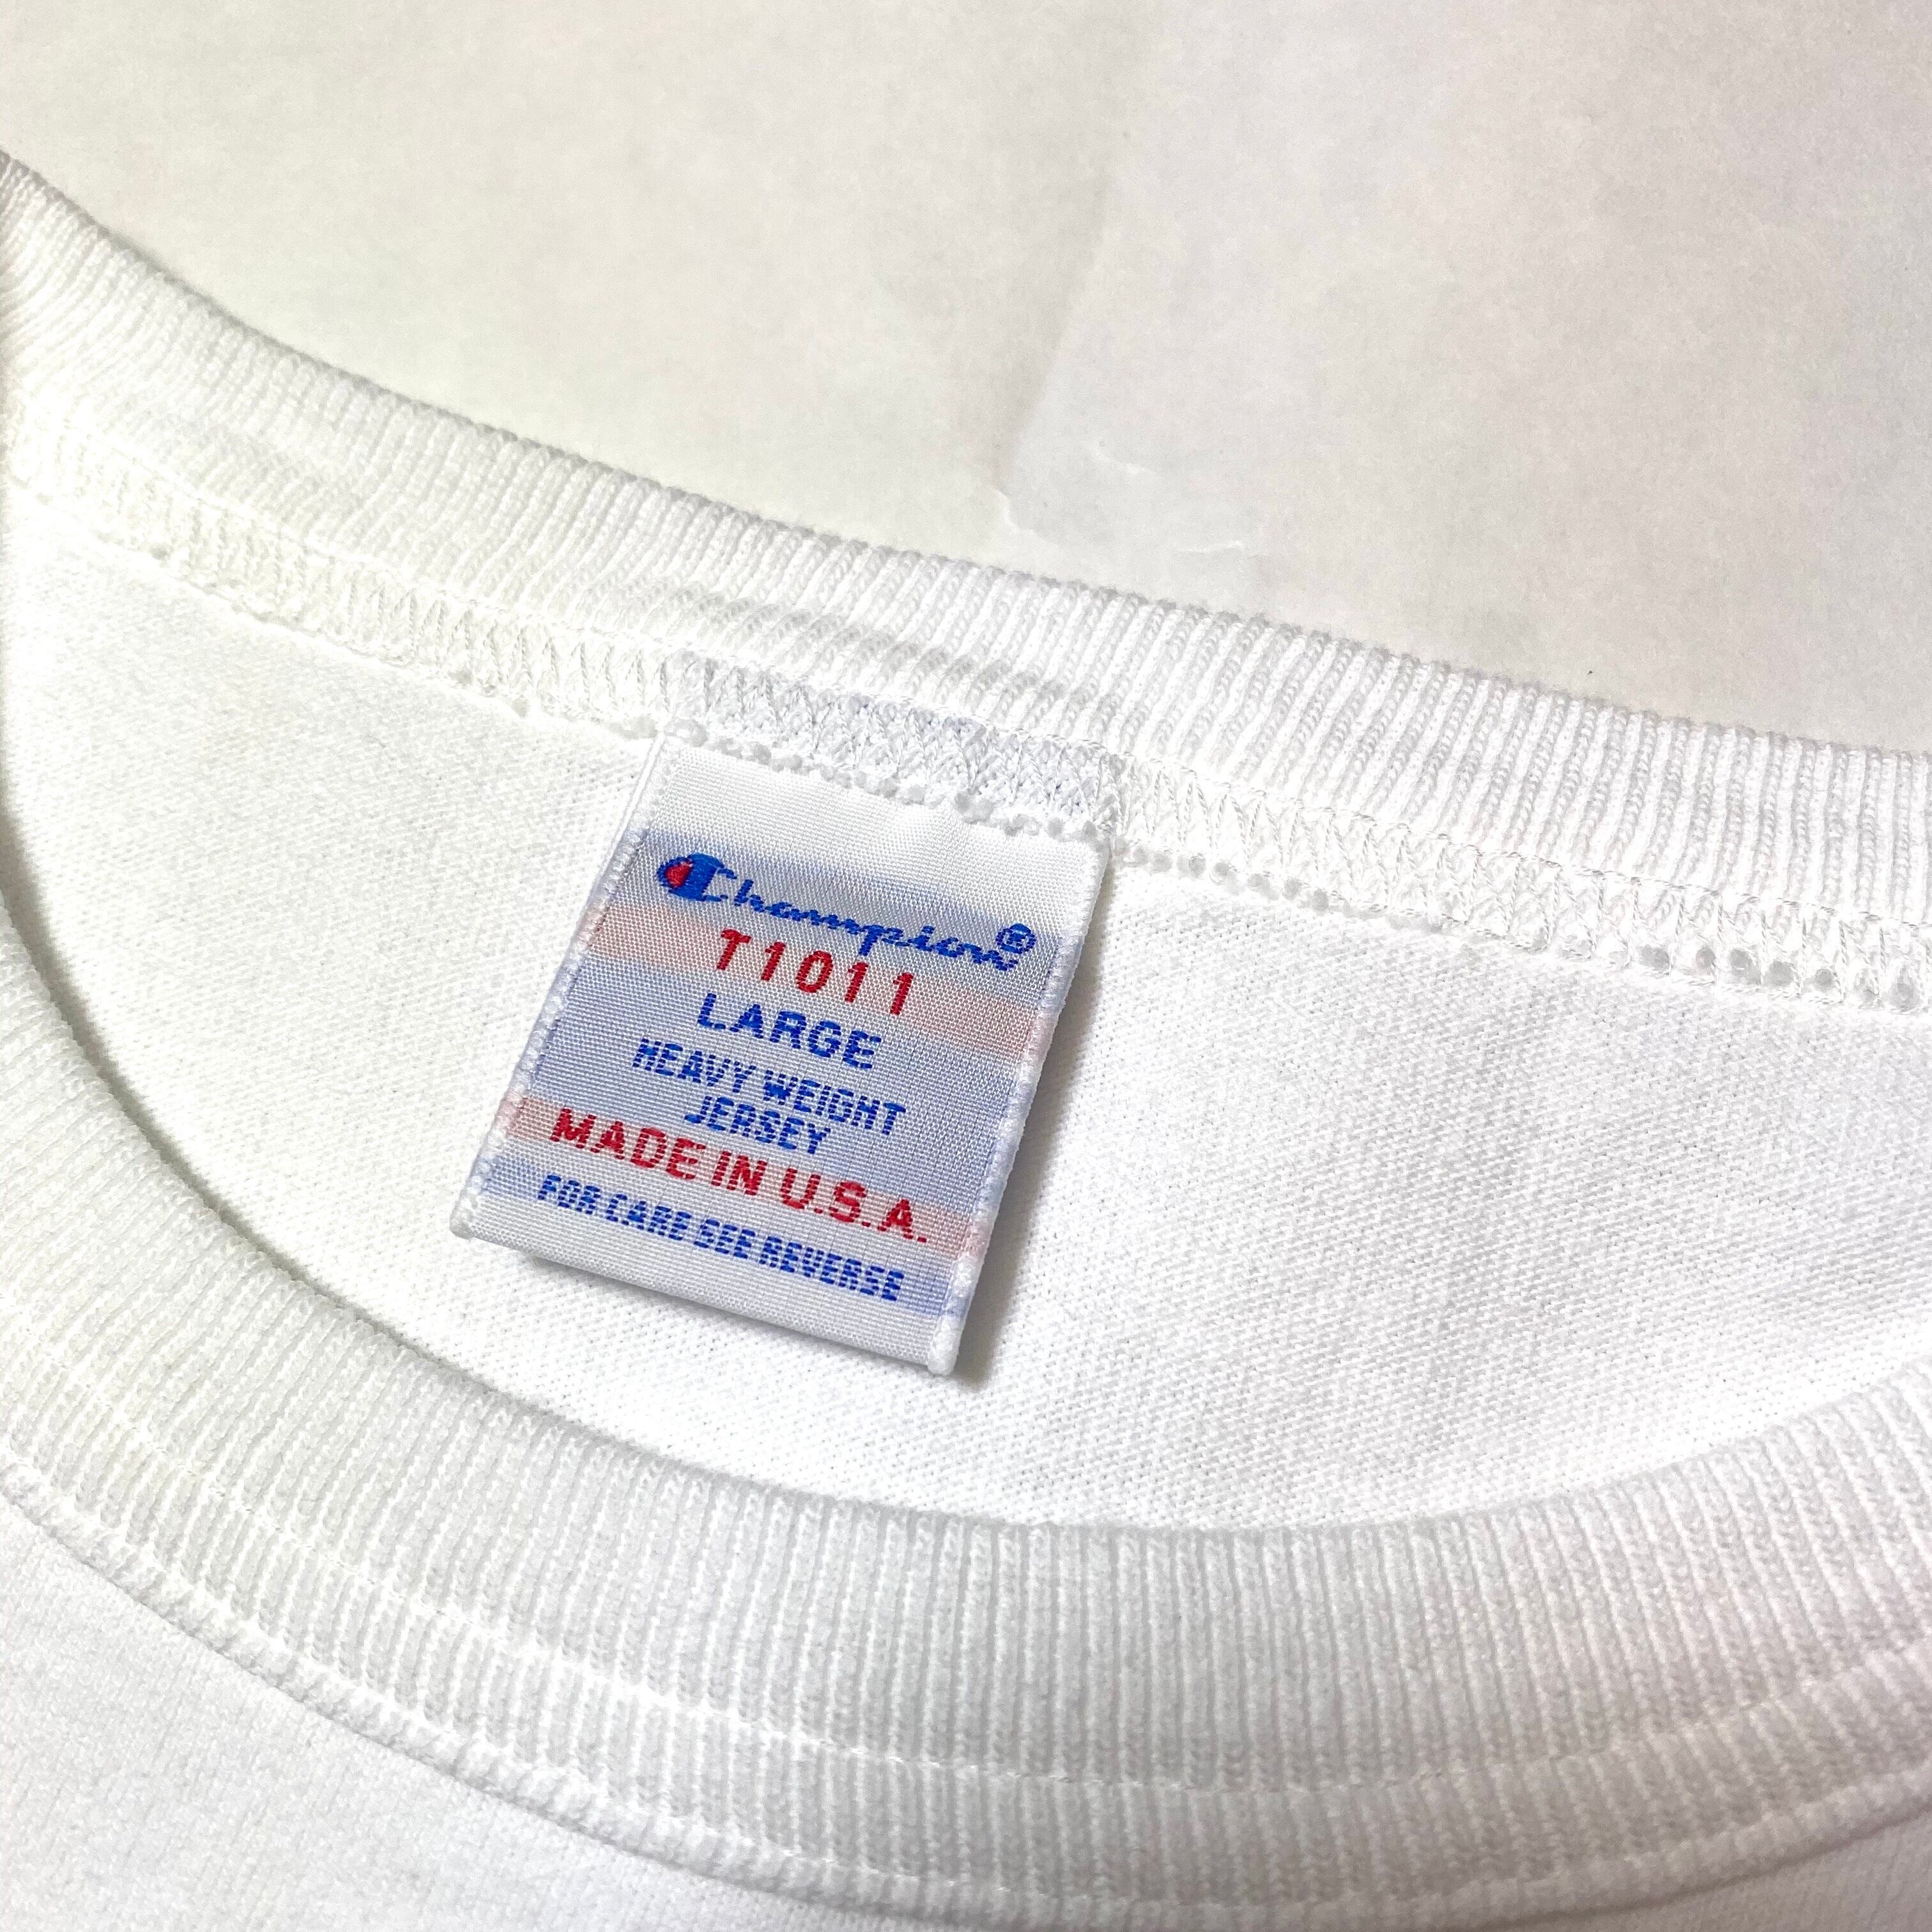 Champion®
T1011
LARGE
HEAVY WEIGHT
JERSEY
MADE IN U.S.A.
FOR CARE SEE REVERSE